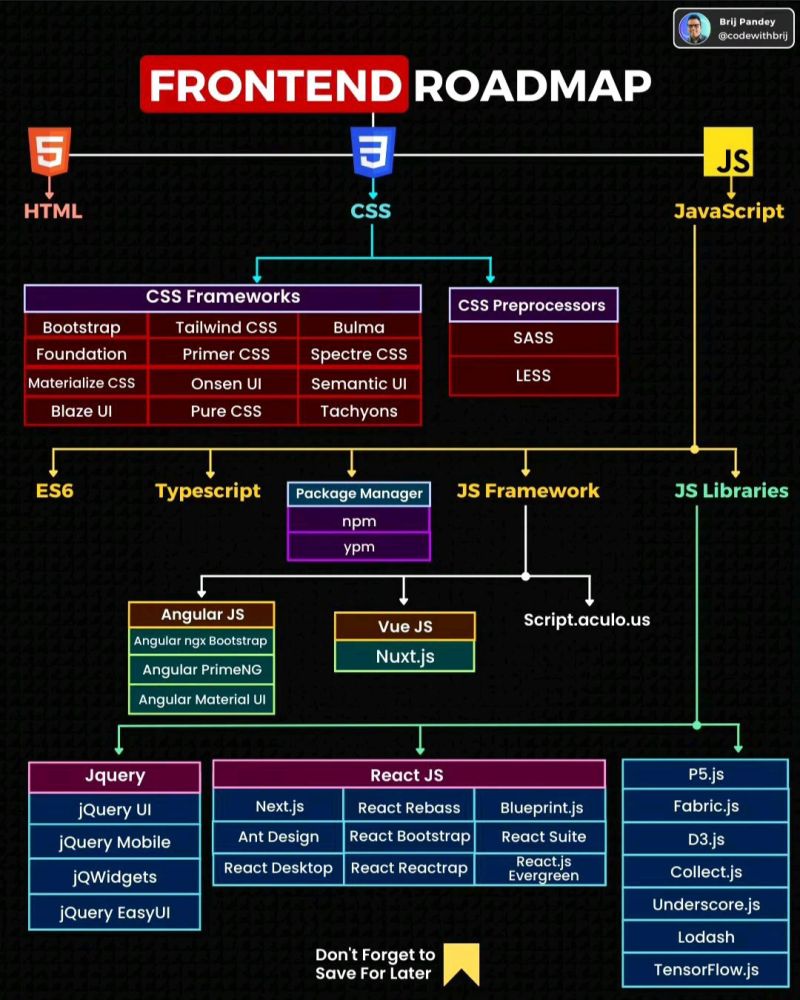 Brij Pandey
@codewithbrij
FRONTEND ROADMAP
5
3
JS
HTML
CSS
JavaScript
CSS Frameworks
Bootstrap
Tailwind CSS
Bulma
Foundation
Primer CSS
Spectre CSS
Materialize CSS
Onsen UI
Semantic UI
Blaze UI
Pure CSS
Tachyons
CSS Preprocessors
SASS
LESS
ES6
Typescript
Package Manager
npm
ypm
JS Framework
JS Libraries
Angular JS
Angular ngx Bootstrap
Angular PrimeNG
Angular Material UI
Vue JS
Nuxt.js
Script.aculo.us
Jquery
jQuery UI
jQuery Mobile
jQWidgets
jQuery EasyUI
React JS
Next.js
React Rebass
Blueprint.js
Ant Design
React Bootstrap
React Suite
React Desktop
React Reactrap
React.js
Evergreen
P5.js
Fabric.js
D3.js
Collect.js
Underscore.js
Lodash
TensorFlow.js
Don't Forget to
Save For Later